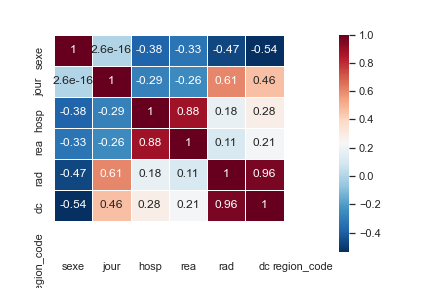 sexe
1
2.6e-16
-0.38
-0.33
-0.47
-0.54
jour
2.6e-16
1
-0.29
-0.26
0.61
0.46
hosp
-0.38
-0.29
1
0.88
0.18
0.28
rea
-0.33
-0.26
0.88
1
0.11
0.21
rad
-0.47
0.61
0.18
0.11
1
0.96
dc
-0.54
0.46
0.28
0.21
0.96
1
egion_code
sexe
jour
hosp
rea
rad
dc
region_code
1.0
0.8
0.6
0.4
0.2
0.0
−0.2
−0.4